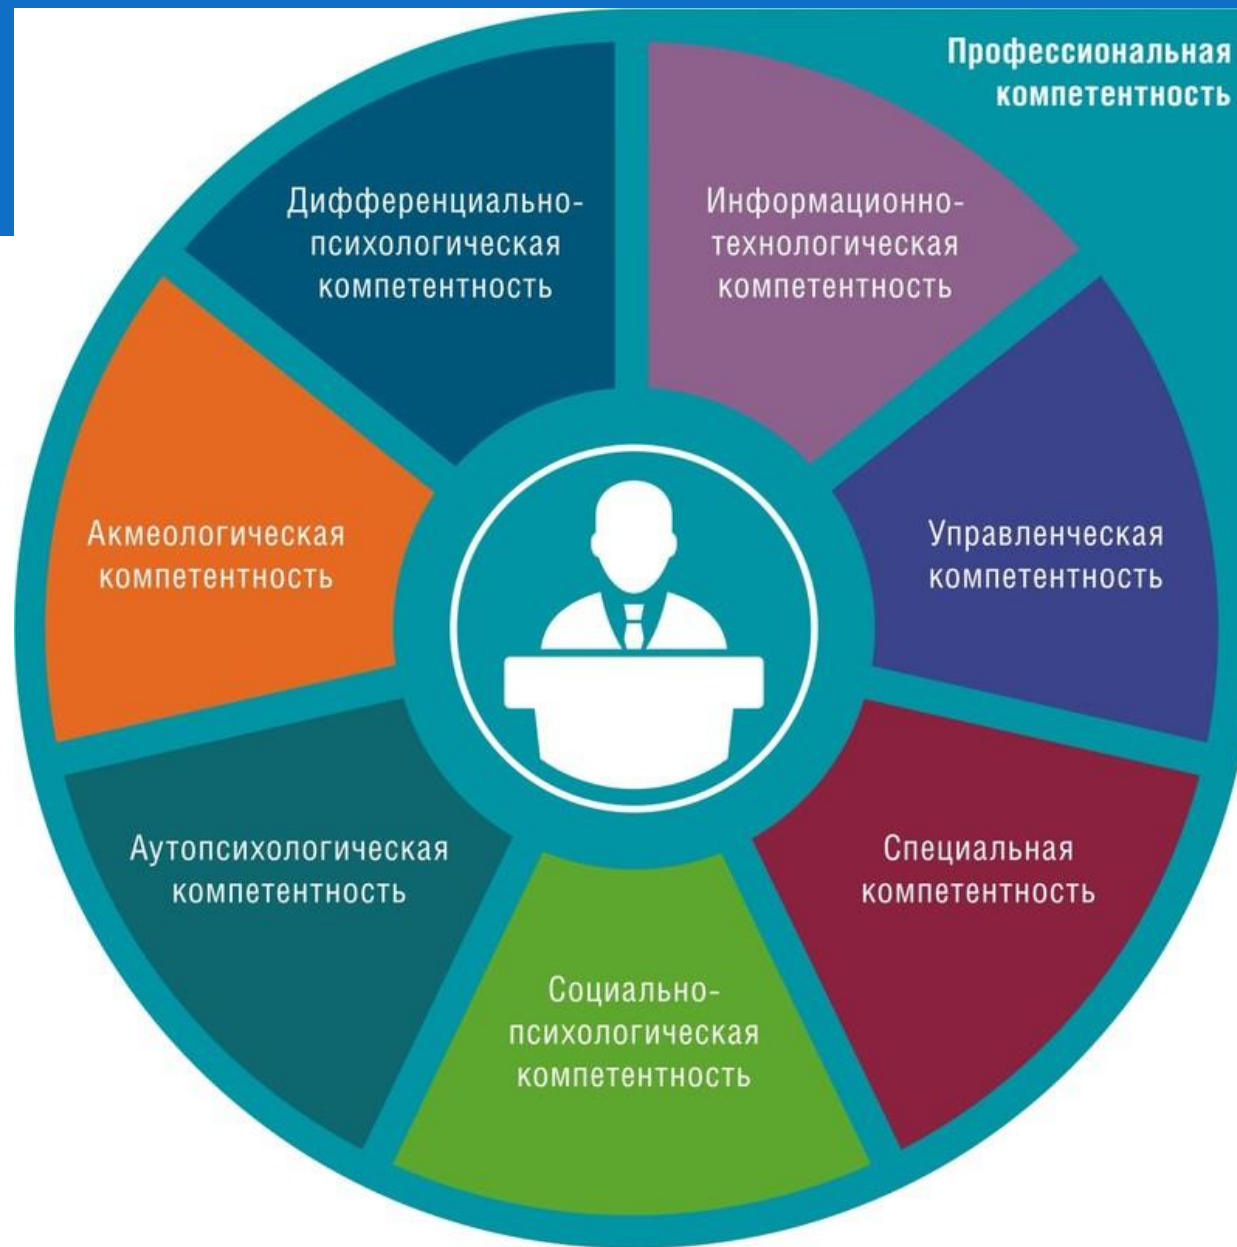 Профессиональная
компетентность
Дифференциально-
психологическая
компетентность
Информационно-
технологическая
компетентность
Акмеологическая
компетентность
Управленческая
компетентность
Аутопсихологическая
компетентность
Специальная
компетентность
Социально-
психологическая
компетентность